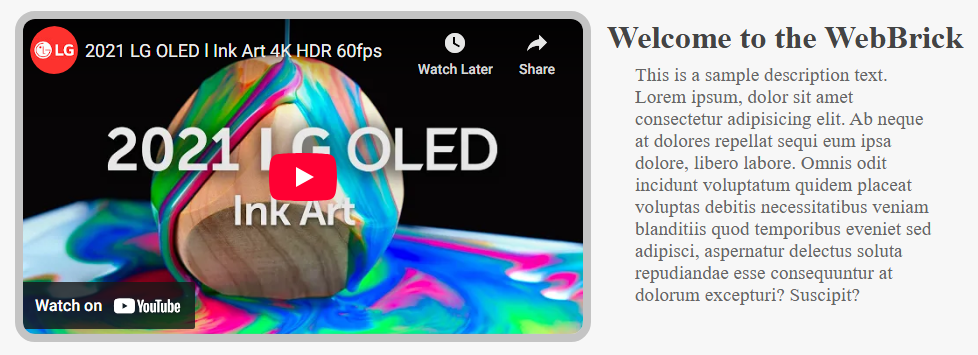 LG
2021 LG OLED l Ink Art 4K HDR 60fps
Watch Later
Share
2021 LG OLED
Ink Art
Watch on YouTube
Welcome to the WebBrick
This is a sample description text.
Lorem ipsum, dolor sit amet
consectetur adipisicing elit. Ab neque
at dolores repellat sequi eum ipsa
dolore, libero labore. Omnis odit
incidunt voluptatum quidem placeat
voluptas debitis necessitatibus veniam
blanditiis quod temporibus eveniet sed
adipisci, aspernatur delectus soluta
repudiandae esse consequuntur at
dolorum excepturi? Suscipit?